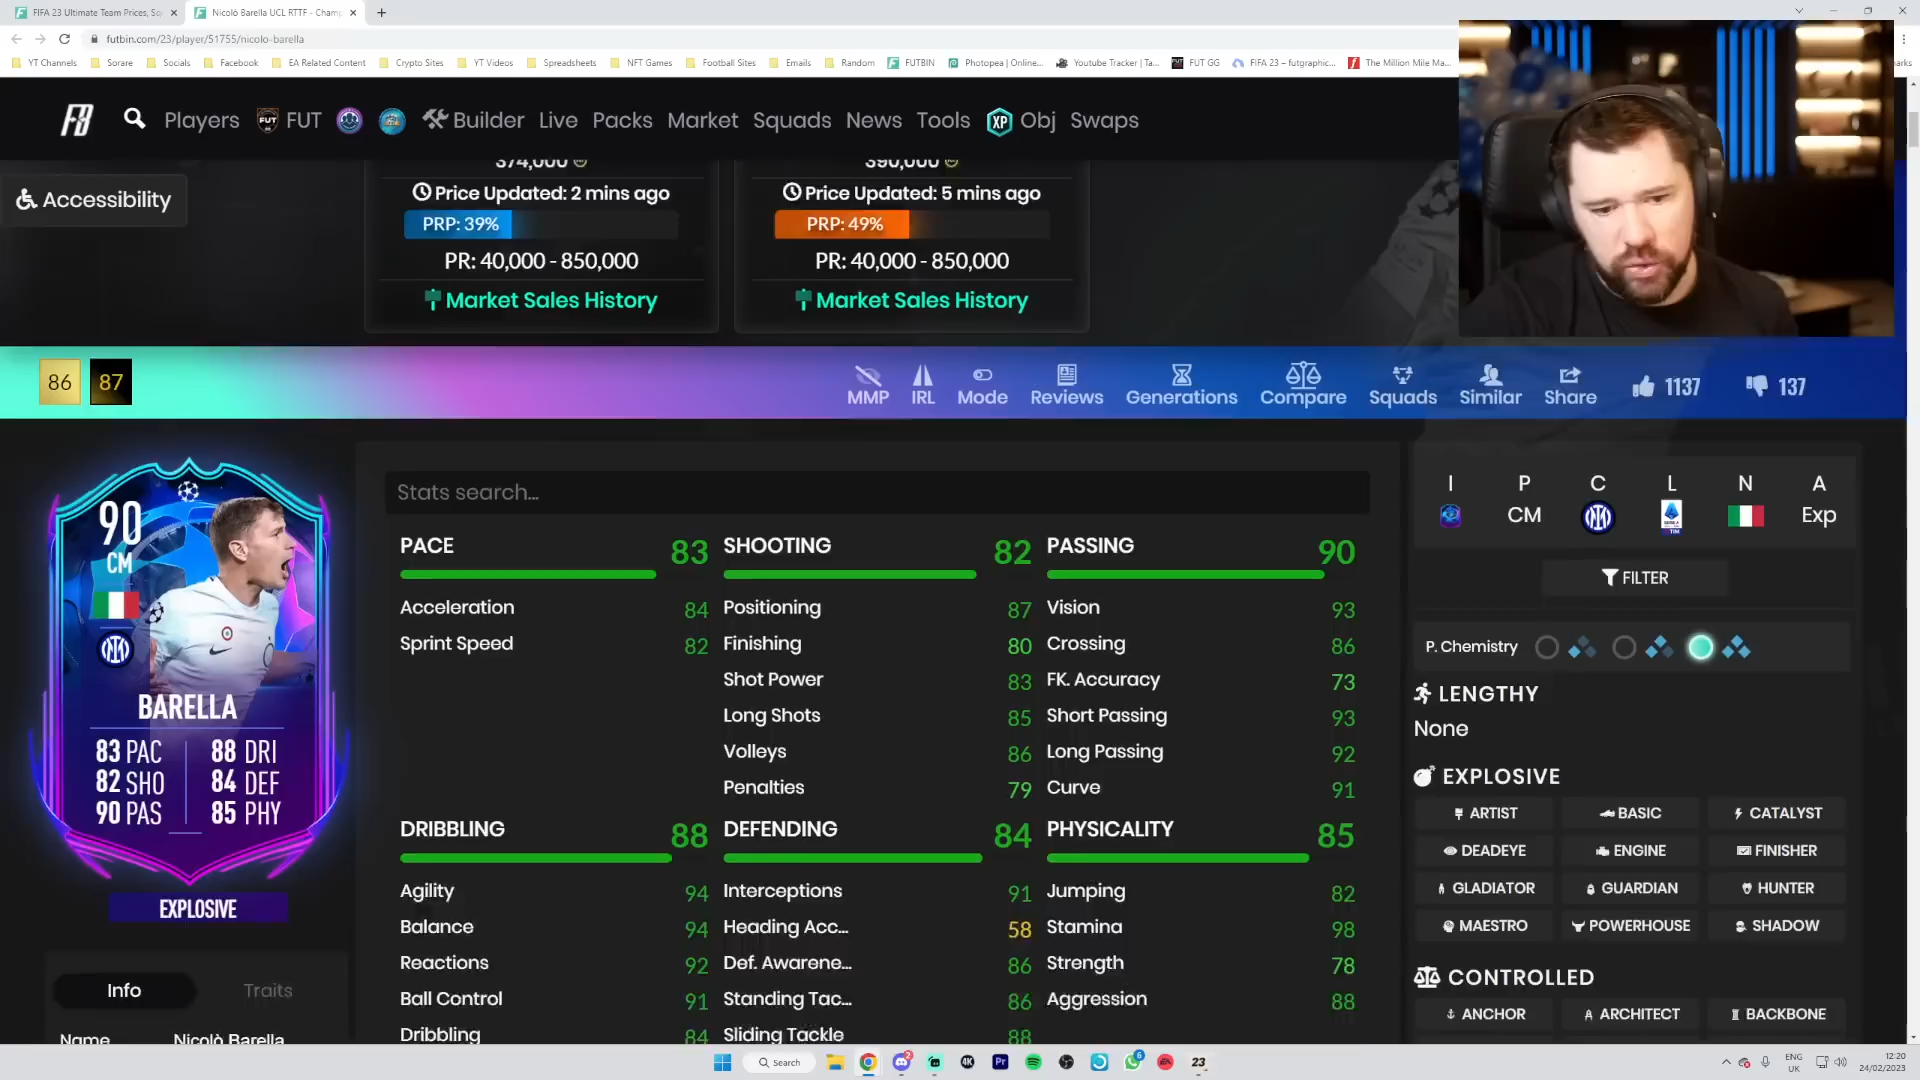 FIFA 23 Ultimate Team Prices, Sq
Nicolò Barella UCL RTTF - Champ
futbin.com/23/player/51755/nicolo-barella
YT Channels Sorare Socials Facebook EA Related Content Crypto Sites YT Videos Spreadsheets NFT Games Football Sites Emails Random FUTBIN Photopea | Online... Youtube Tracker | Ta... FUT GG FIFA 23 – futgraphic... The Million Mile Ma...
Players FUT Builder Live Packs Market Squads News Tools XP Obj Swaps
Accessibility
374,000
390,000
Price Updated: 2 mins ago
Price Updated: 5 mins ago
PRP: 39%
PRP: 49%
PR: 40,000 - 850,000
PR: 40,000 - 850,000
Market Sales History
Market Sales History
86 87
MMP IRL Mode Reviews Generations Compare Squads Similar Share 1137 137
90
CM
BARELLA
83 PAC 88 DRI
82 SHO 84 DEF
90 PAS 85 PHY
EXPLOSIVE
Info Traits
Name Nicolò Barella
Stats search...
PACE 83
Acceleration 84
Sprint Speed 82
SHOOTING 82
Positioning 87
Finishing 80
Shot Power 83
Long Shots 85
Volleys 86
Penalties 79
PASSING 90
Vision 93
Crossing 86
FK. Accuracy 73
Short Passing 93
Long Passing 92
Curve 91
DRIBBLING 88
Agility 94
Balance 94
Reactions 92
Ball Control 91
Dribbling 84
DEFENDING 84
Interceptions 91
Heading Acc... 58
Def. Awarene... 86
Standing Tac... 86
Sliding Tackle 88
PHYSICALITY 85
Jumping 82
Stamina 98
Strength 78
Aggression 88
I P C L N A
CM Exp
FILTER
P. Chemistry
LENGTHY
None
EXPLOSIVE
ARTIST BASIC CATALYST
DEADEYE ENGINE FINISHER
GLADIATOR GUARDIAN HUNTER
MAESTRO POWERHOUSE SHADOW
CONTROLLED
ANCHOR ARCHITECT BACKBONE
Search
ENG
UK
12:20
24/02/2023